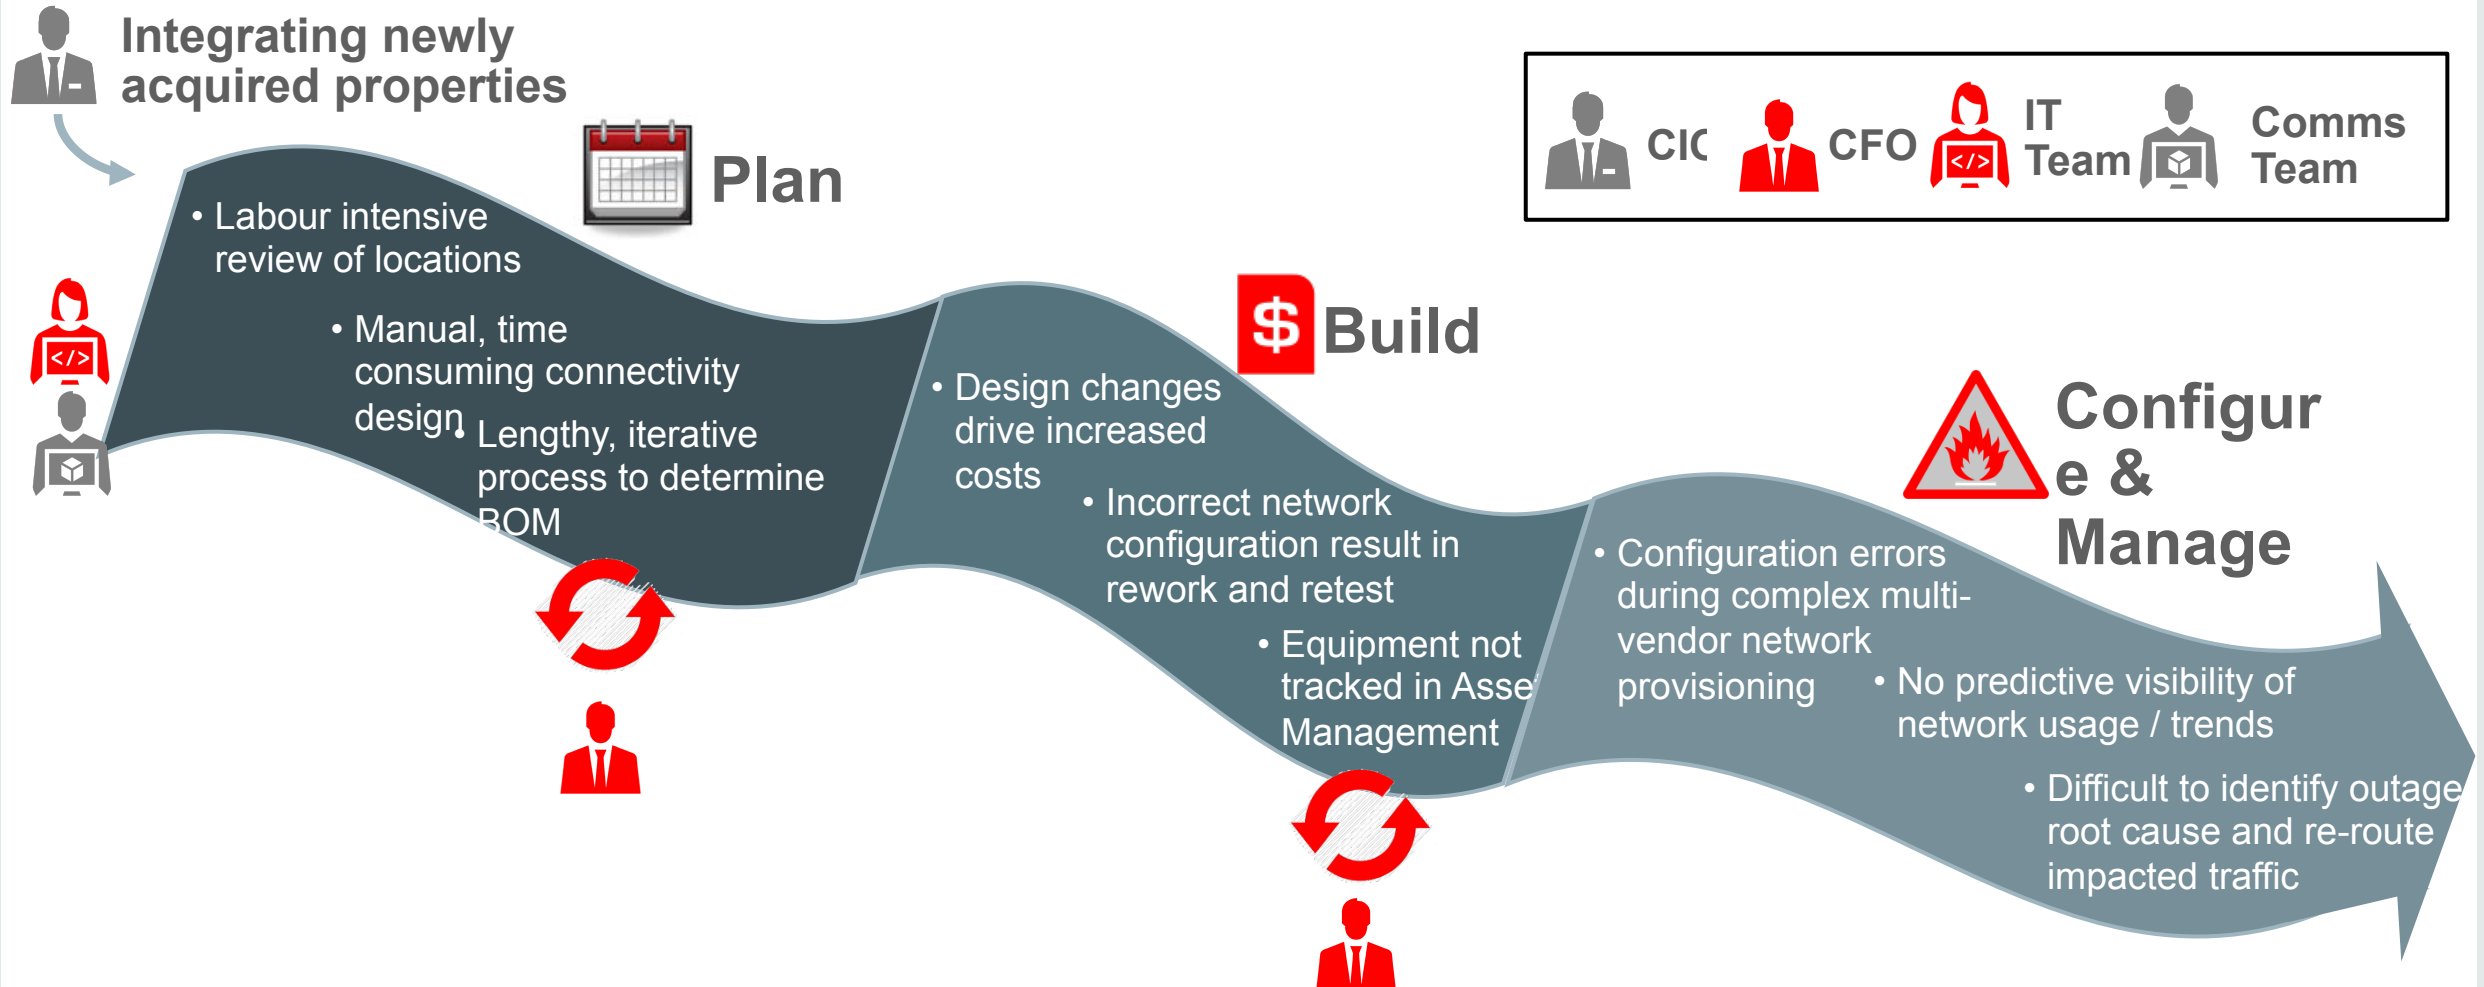 Integrating newly
acquired properties
Plan
• Labour intensive
review of locations
• Manual, time
consuming connectivity
design
• Lengthy, iterative
process to determine
BOM
Build
• Design changes
drive increased
costs
• Incorrect network
configuration result in
rework and retest
• Equipment not
tracked in Asse
Management
Configur
e &
Manage
• Configuration errors
during complex multi-
vendor network
provisioning
• No predictive visibility of
network usage / trends
• Difficult to identify outage
root cause and re-route
impacted traffic
CIC
CFO
</>
IT
Team
Comms
Team
</>
$